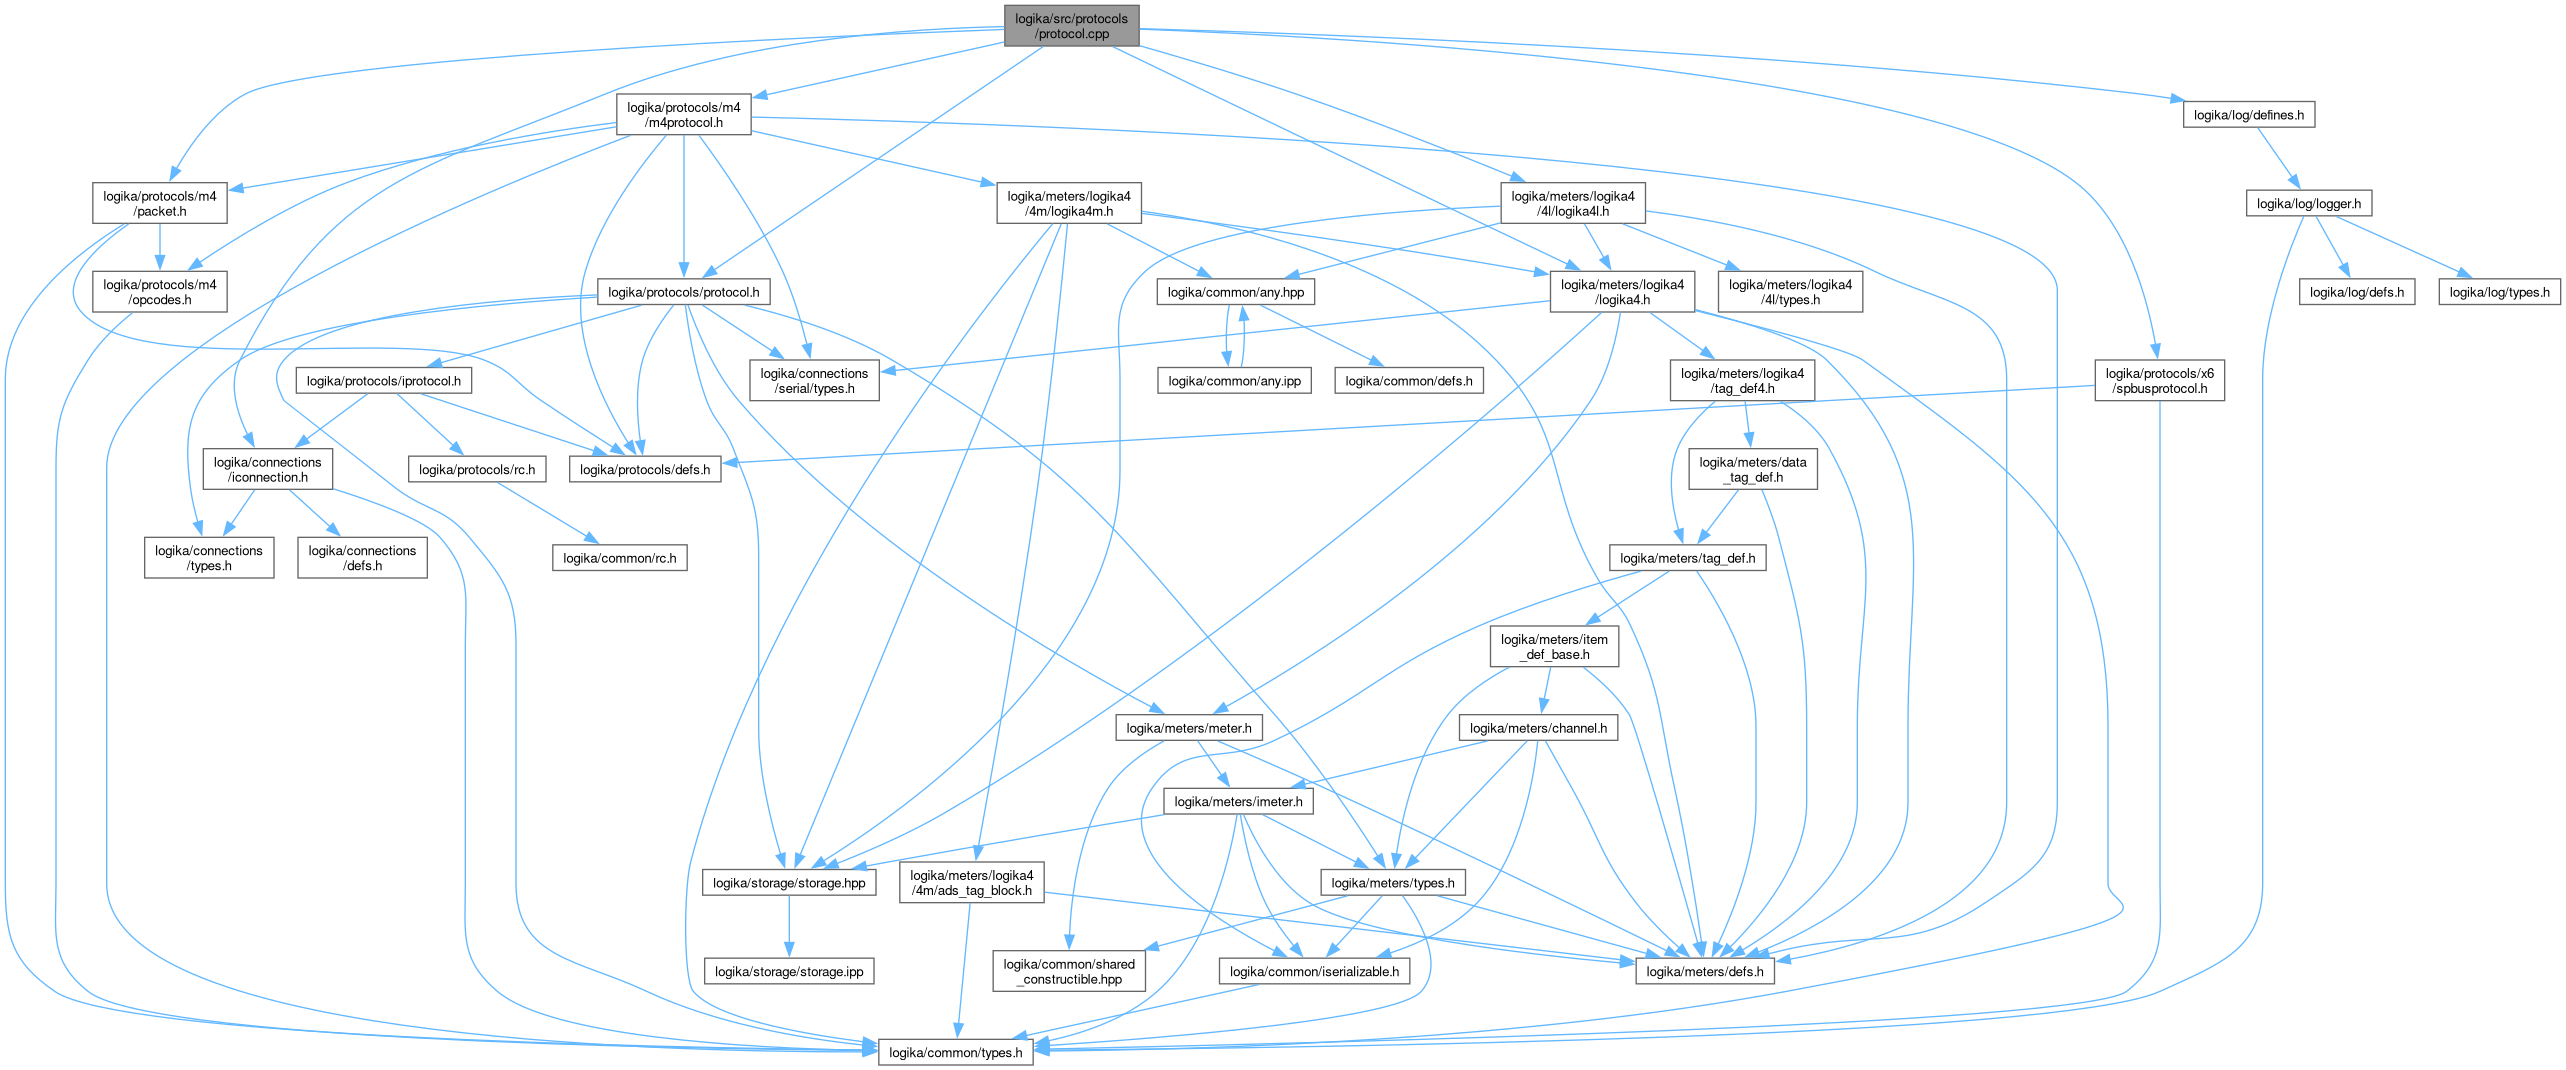 logika/src/protocols
/protocol.cpp
logika/protocols/m4
/m4protocol.h
logika/log/defines.h
logika/protocols/m4
/packet.h
logika/meters/logika4
/4m/logika4m.h
logika/meters/logika4
/4l/logika4l.h
logika/log/logger.h
logika/protocols/m4
/opcodes.h
logika/protocols/protocol.h
logika/common/any.hpp
logika/meters/logika4
/logika4.h
logika/meters/logika4
/4l/types.h
logika/log/defs.h
logika/log/types.h
logika/protocols/iprotocol.h
logika/connections
/serial/types.h
logika/common/any.ipp
logika/common/defs.h
logika/meters/logika4
/tag_def4.h
logika/protocols/x6
/spbusprotocol.h
logika/connections
/iconnection.h
logika/protocols/rc.h
logika/protocols/defs.h
logika/meters/data
_tag_def.h
logika/connections
/types.h
logika/connections
/defs.h
logika/common/rc.h
logika/meters/tag_def.h
logika/meters/item
_def_base.h
logika/meters/meter.h
logika/meters/channel.h
logika/meters/imeter.h
logika/storage/storage.hpp
logika/meters/logika4
/4m/ads_tag_block.h
logika/meters/types.h
logika/storage/storage.ipp
logika/common/shared
_constructible.hpp
logika/common/iserializable.h
logika/meters/defs.h
logika/common/types.h